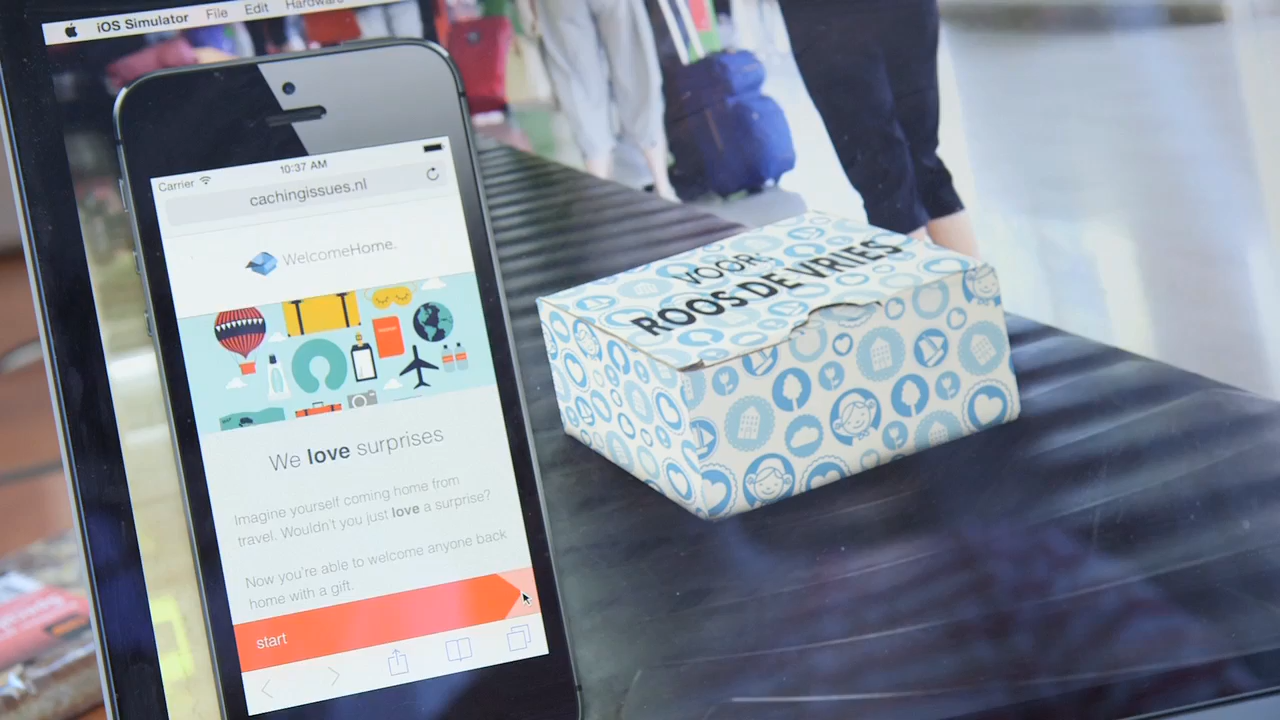 iOS Simulator File Edit Hardware
Carrier 10:37 AM
cachingissues.nl
WelcomeHome.
We love surprises
Imagine yourself coming home from
travel. Wouldn't you just love a surprise?
Now you're able to welcome anyone back
home with a gift.
start
VOOR:
ROOS DE VRIES